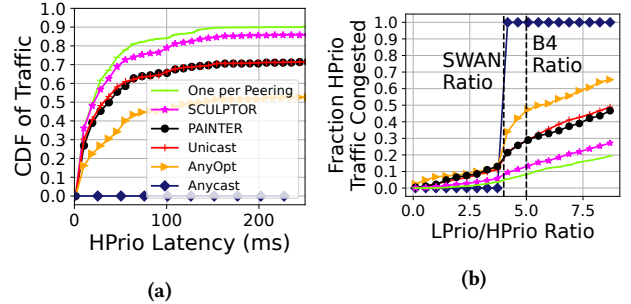 CDF of Traffic
1.0
0.9
0.8
0.7
0.6
0.5
0.4
0.3
0.2
0.1
0.0
One per Peering
SCULPTOR
PAINTER
Unicast
AnyOpt
Anycast
0
100
200
HPrio Latency (ms)
(a)
Fraction HPrio
Traffic Congested
1.0
0.9
0.8
0.7
0.6
0.5
0.4
0.3
0.2
0.1
0.0
SWAN
Ratio
B4
Ratio
0.0
2.5
5.0
7.5
LPrio/HPrio Ratio
(b)